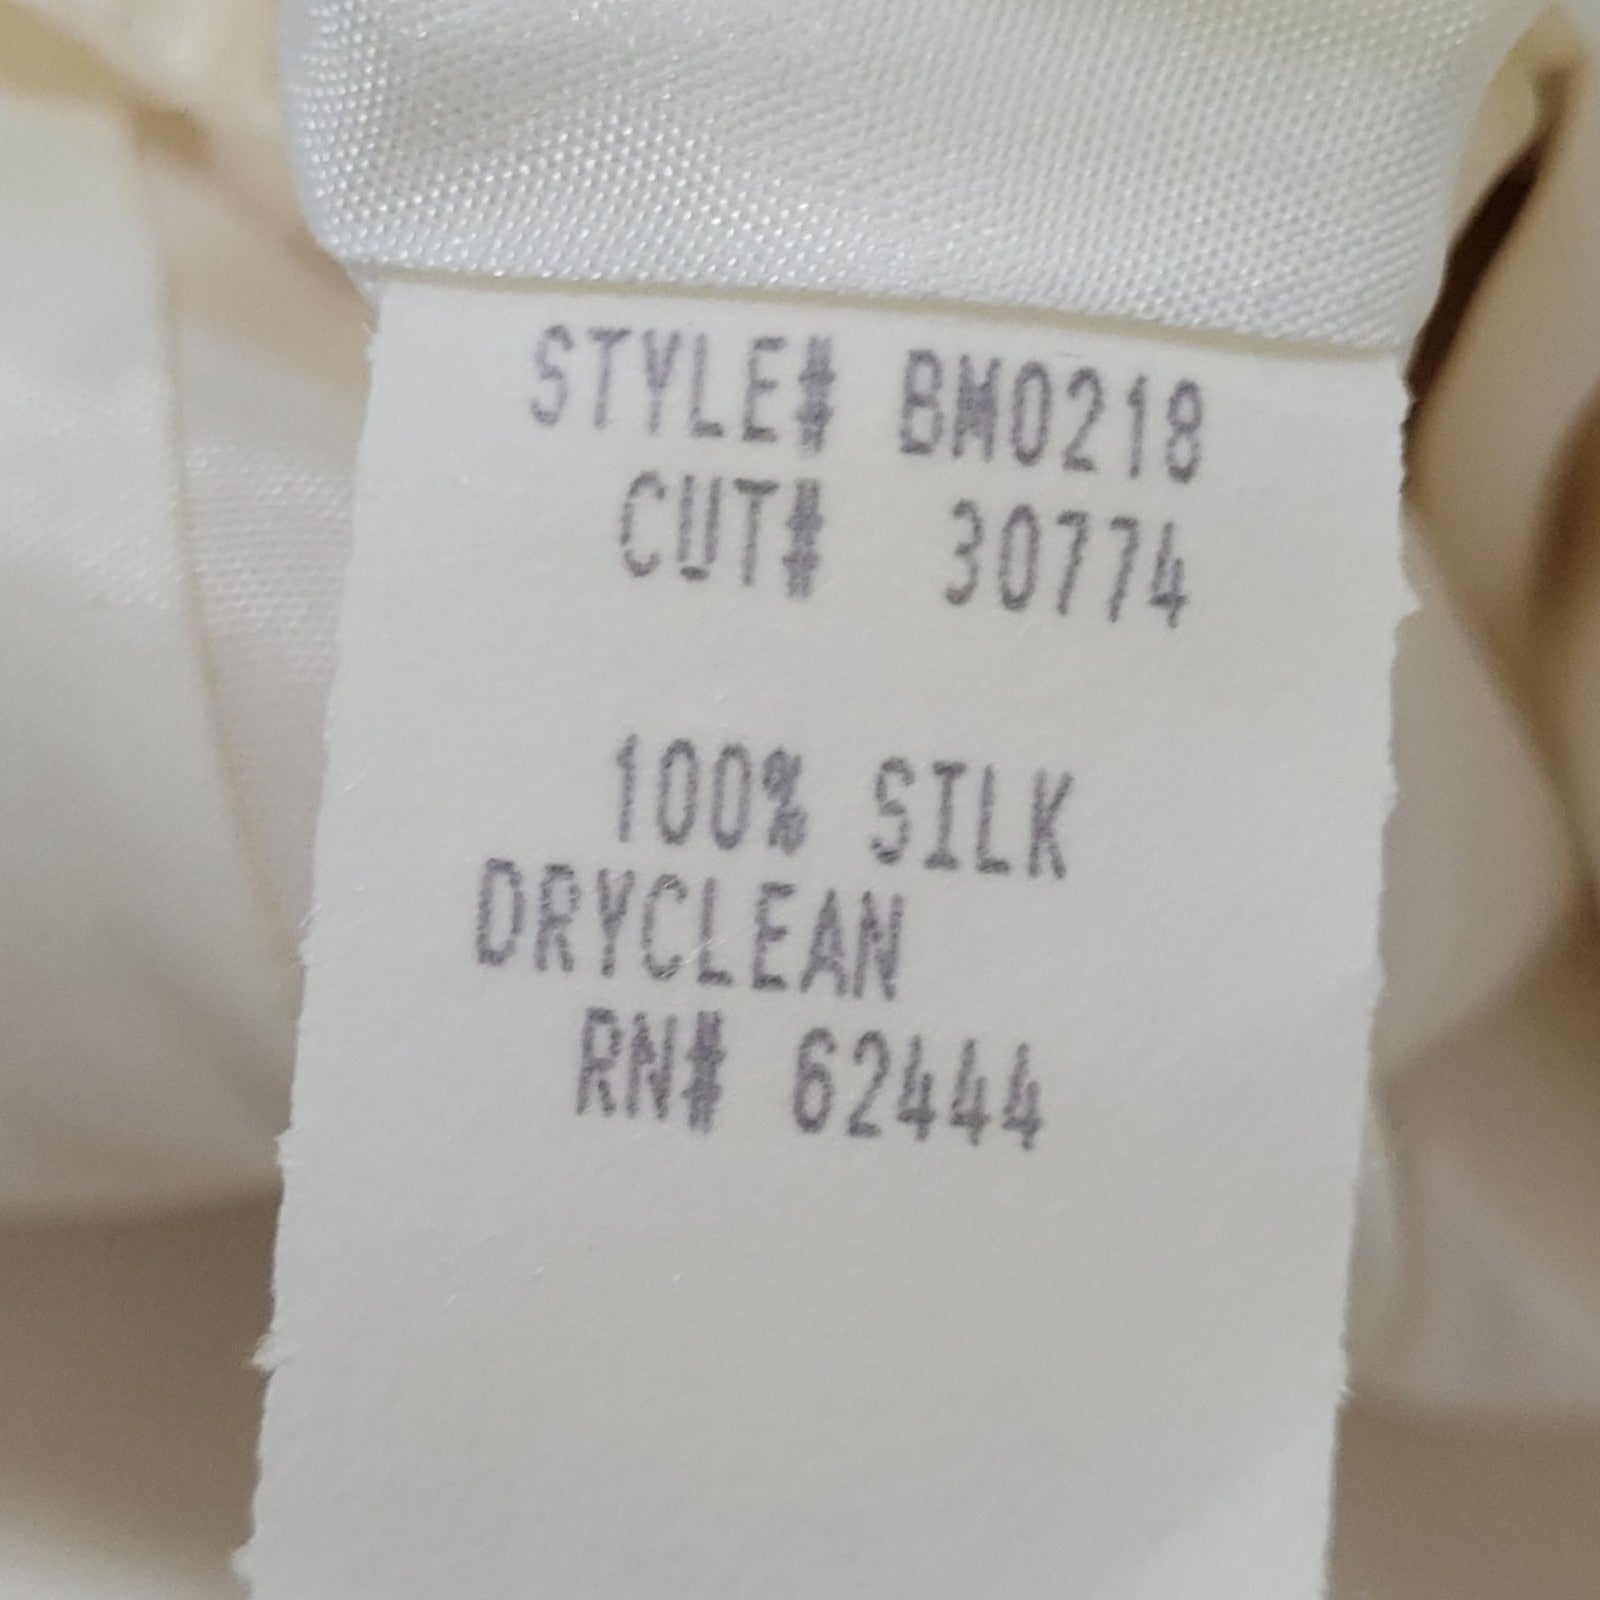 STYLE# BM0218
CUT# 30774
100% SILK
DRYCLEAN
RN# 62444